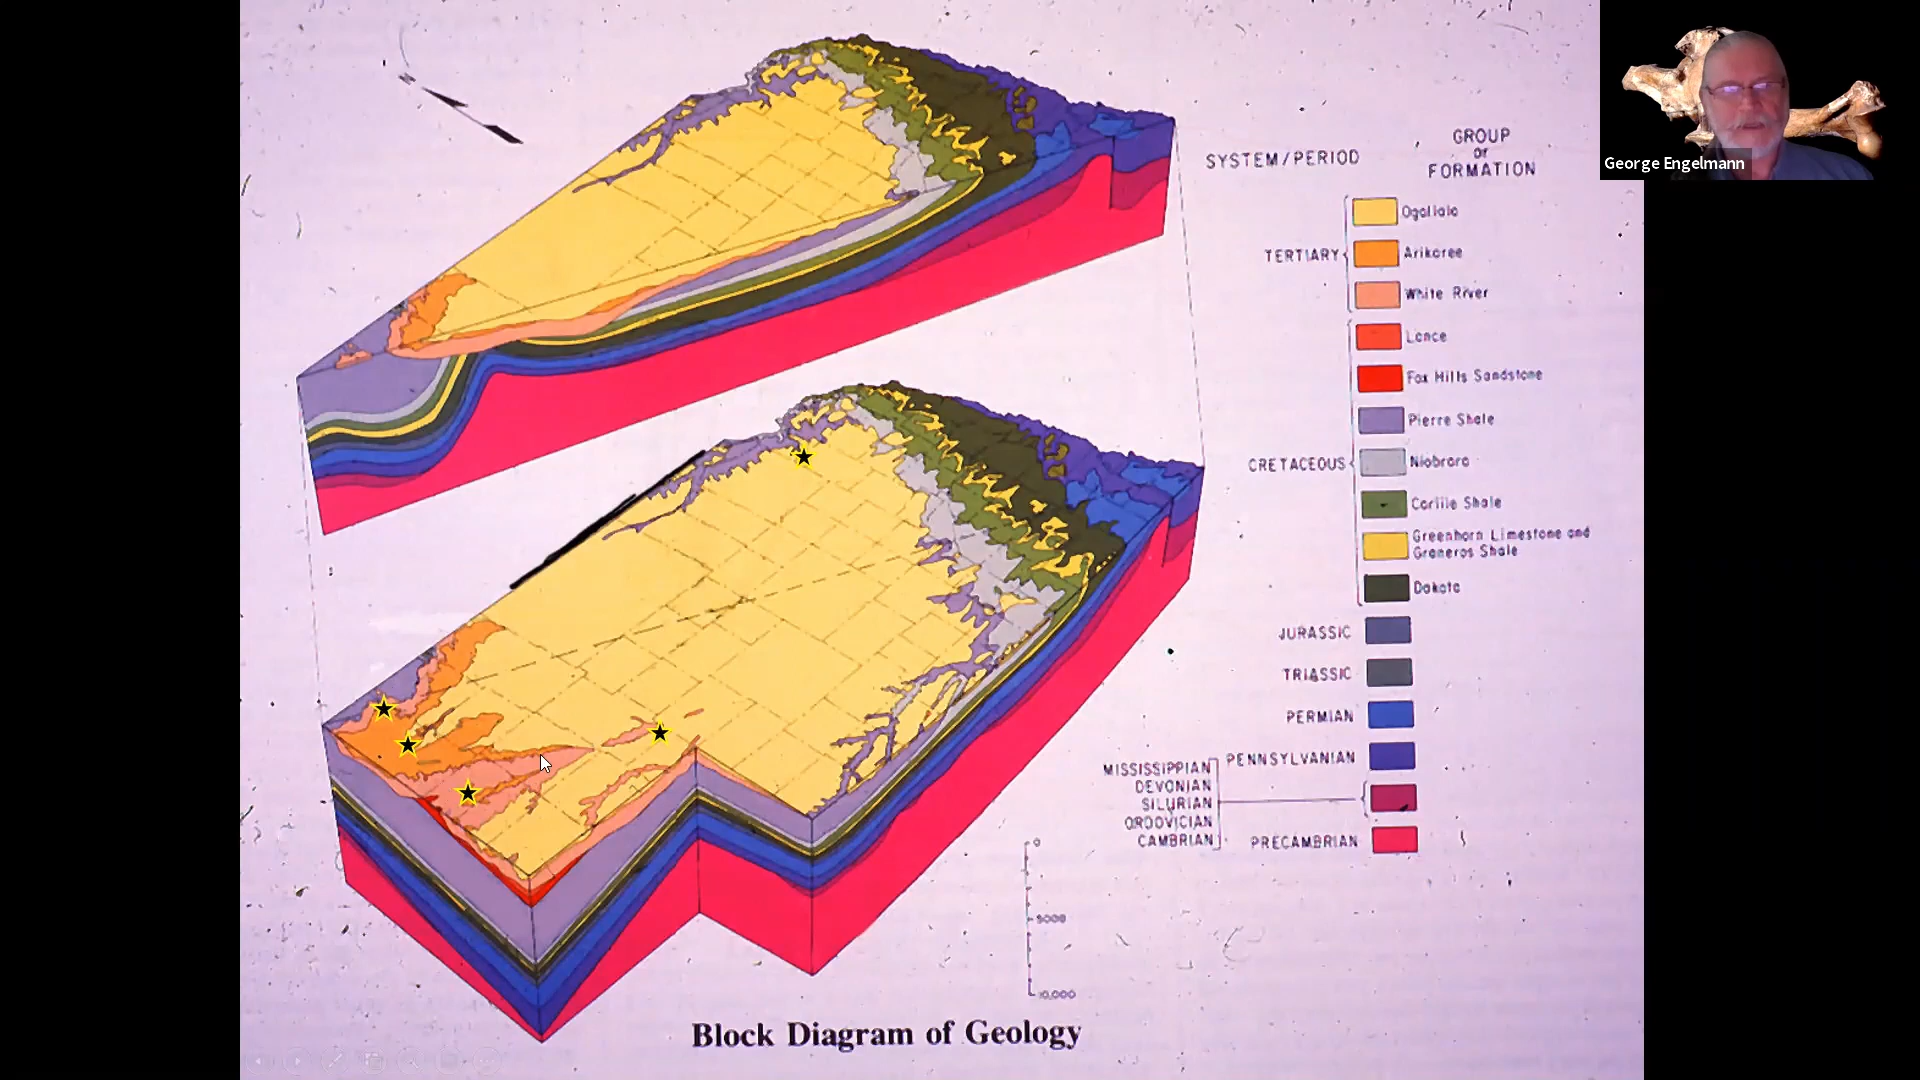 George Engelmann
SYSTEM/PERIOD
GROUP
or
FORMATION
TERTIARY
Ogallala
Arikaree
White River
CRETACEOUS
Lance
Fox Hills Sandstone
Pierre Shale
Niobrara
Carlile Shale
Greenhorn Limestone and
Graneros Shale
Dakota
JURASSIC
TRIASSIC
PERMIAN
PENNSYLVANIAN
MISSISSIPPIAN
DEVONIAN
SILURIAN
ORDOVICIAN
CAMBRIAN
PRECAMBRIAN
0
5000
10,000
Block Diagram of Geology